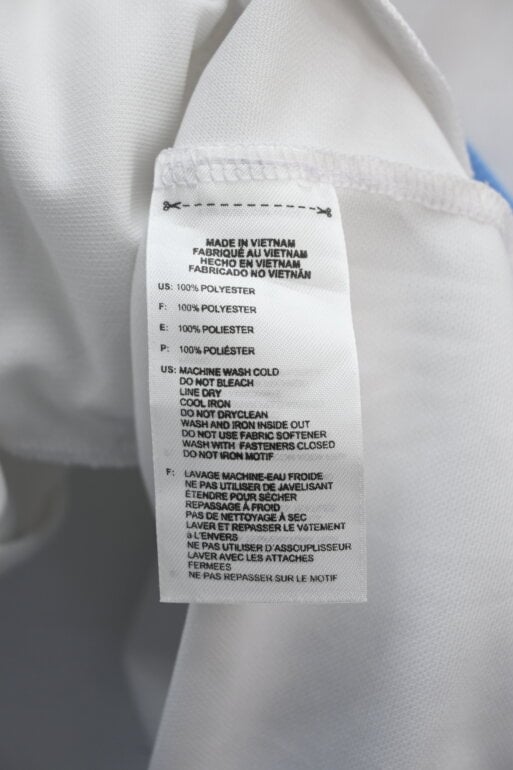 MADE IN VIETNAM
FABRIQUÉ AU VIETNAM
HECHO EN VIETNAM
FABRICADO NO VIETNÃN
US: 100% POLYESTER
F: 100% POLYESTER
E: 100% POLIESTER
P: 100% POLIÉSTER
US: MACHINE WASH COLD
DO NOT BLEACH
LINE DRY
COOL IRON
DO NOT DRYCLEAN
WASH AND IRON INSIDE OUT
DO NOT USE FABRIC SOFTENER
WASH WITH FASTENERS CLOSED
DO NOT IRON MOTIF
F: LAVAGE MACHINE-EAU FROIDE
NE PAS UTILISER DE JAVELISANT
ÉTENDRE POUR SÉCHER
REPASSAGE À FROID
PAS DE NETTOYAGE À SEC
LAVER ET REPASSER LE VÊTEMENT
à L'ENVERS
NE PAS UTILISER D'ASSOUPLISSEUR
LAVER AVEC LES ATTACHES
FERMEES
NE PAS REPASSER SUR LE MOTIF